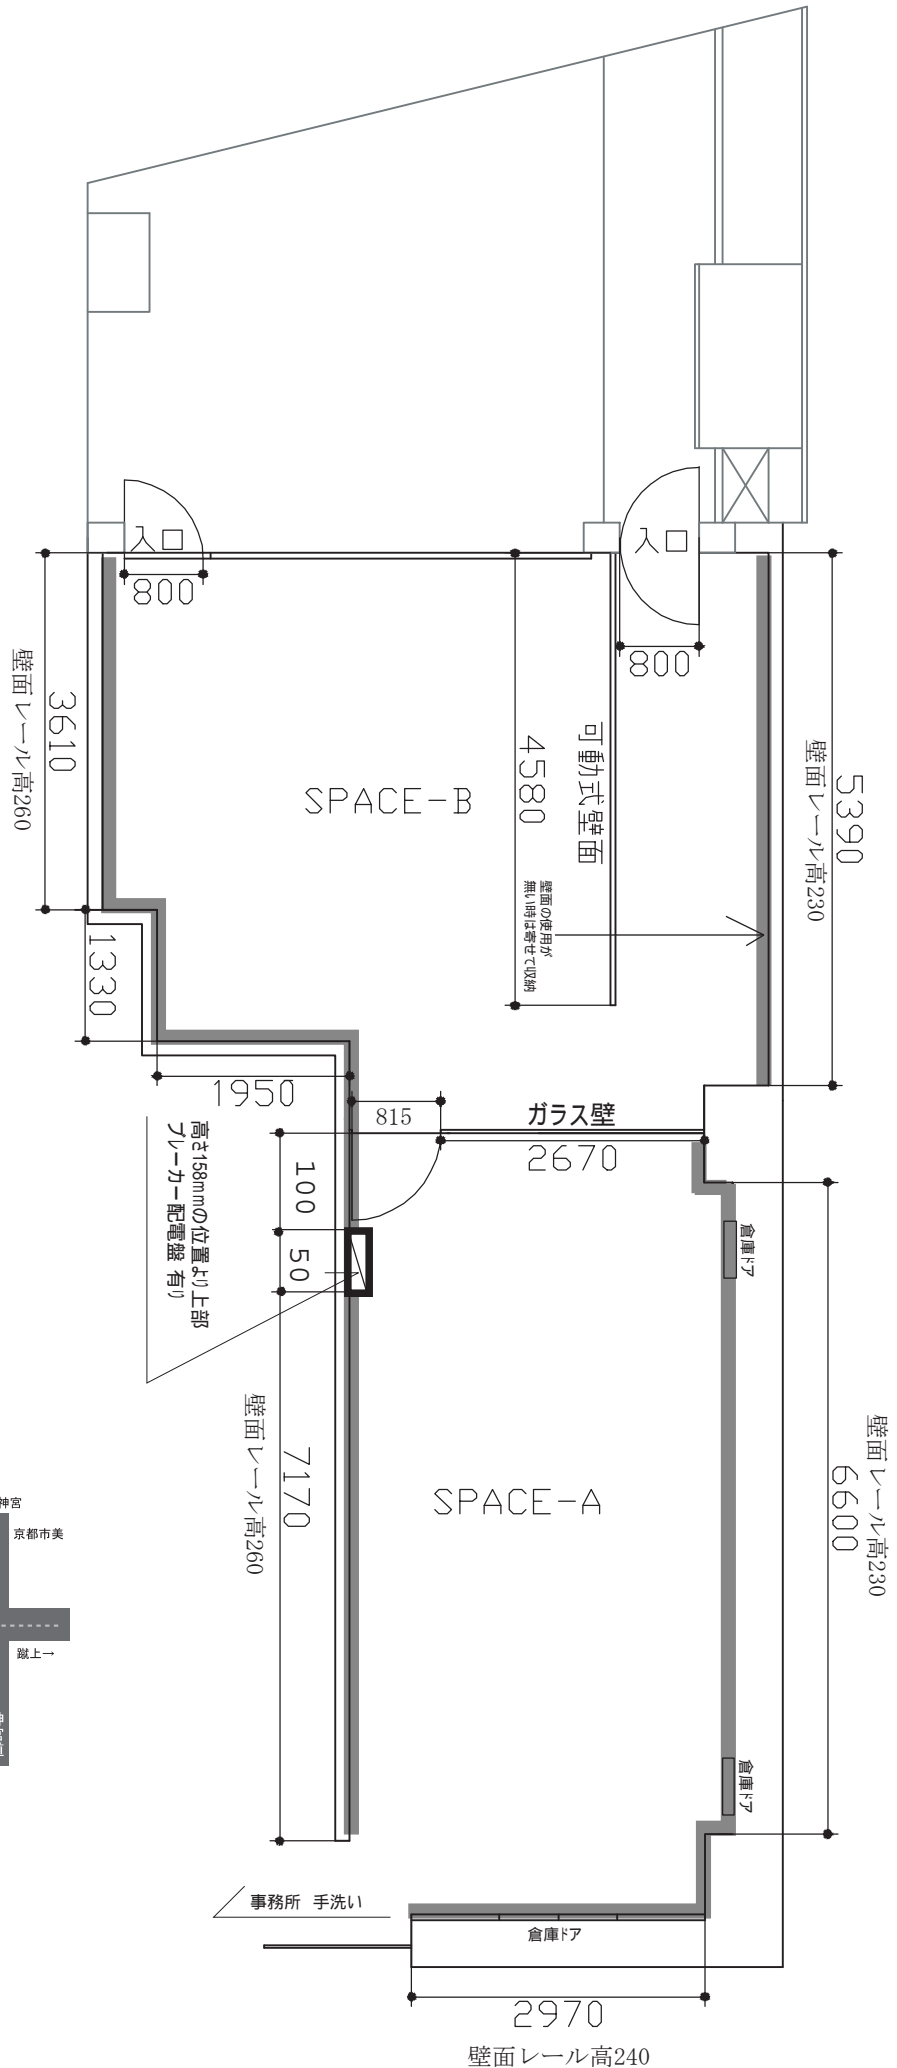 入口
800
入口
800
5390
壁面レール高230
3610
壁面レール高260
可動式壁面
4580
SPACE-B
壁面の使用が
無い時は寄せて収納
1330
1950
815
ガラス壁
2670
100
50
高さ158mmの位置より上部
ブレーカー配電盤 有り
倉庫ドア
壁面レール高230
6600
7170
壁面レール高260
SPACE-A
神宮
京都市美
蹴上→
倉庫ドア
事務所 手洗い
倉庫ドア
2970
壁面レール高240